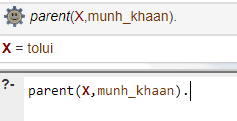 parent(X,munh_khaan).
X = tolui
?- parent(X,munh_khaan).